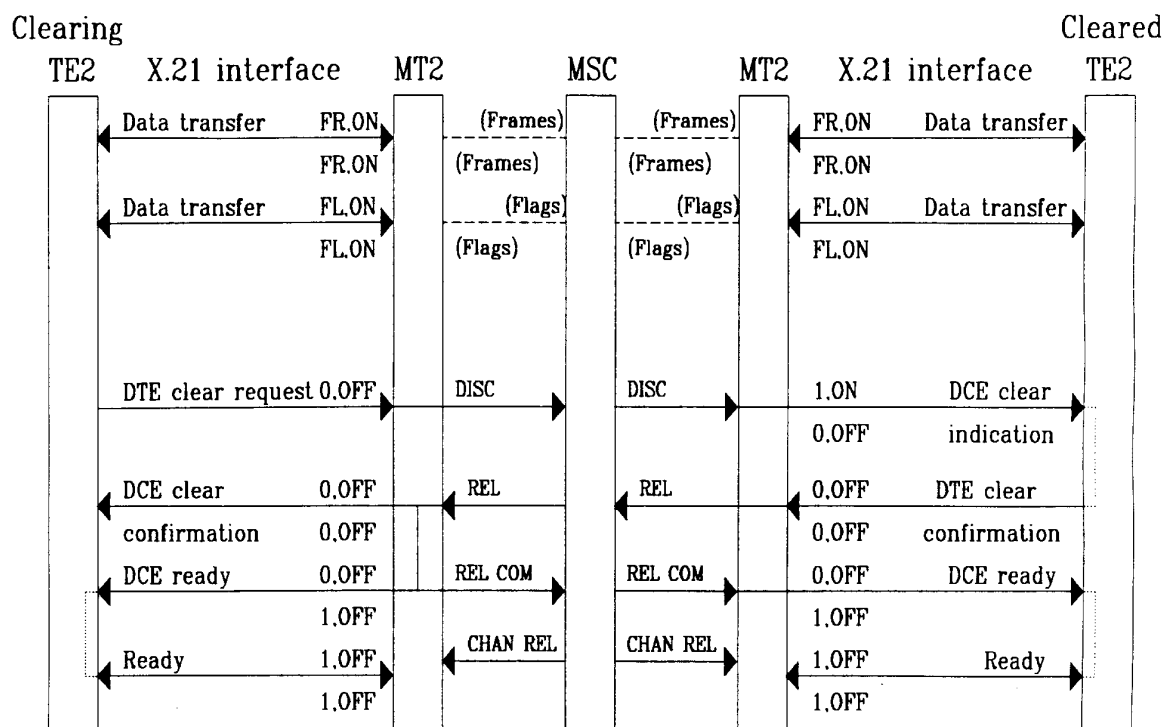 Clearing Cleared
TE2 X.21 interface MT2 MSC MT2 X.21 interface TE2
Data transfer FR.ON (Frames) (Frames) FR.ON Data transfer
FR.ON (Frames) (Frames) FR.ON
Data transfer FL.ON (Flags) (Flags) FL.ON Data transfer
FL.ON (Flags) (Flags) FL.ON
DTE clear request 0.OFF DISC DISC 1.ON DCE clear
0.OFF indication
DCE clear 0.OFF REL REL 0.OFF DTE clear
confirmation 0.OFF 0.OFF confirmation
DCE ready 0.OFF REL COM REL COM 0.OFF DCE ready
1.OFF 1.OFF
Ready 1.OFF CHAN REL CHAN REL 1.OFF Ready
1.OFF 1.OFF